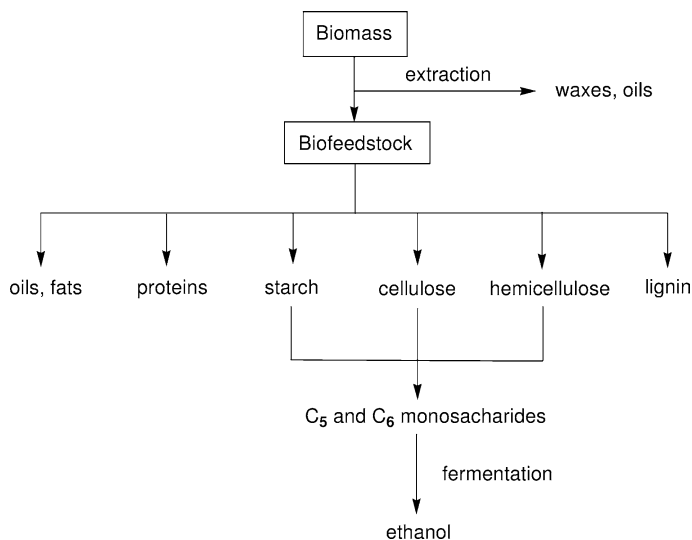 Biomass
extraction
waxes, oils
Biofeedstock
oils, fats proteins starch cellulose hemicellulose lignin
C5 and C6 monosacharides
fermentation
ethanol